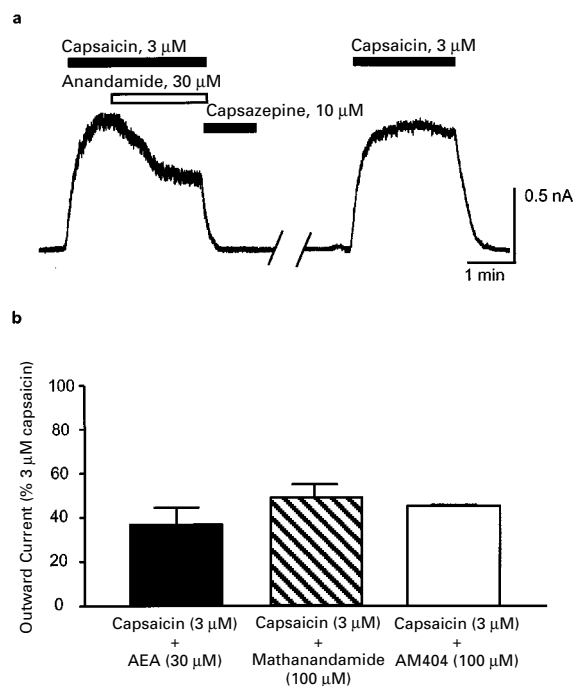 a
Capsaicin, 3 μM
Capsaicin, 3 μM
Anandamide, 30 μM
Capsazepine, 10 μM
0.5 nA
1 min
b
Outward Current (% 3 μM capsaicin)
100
80
60
40
20
0
Capsaicin (3 μM)
+
AEA (30 μM)
Capsaicin (3 μM)
+
Mathanandamide
(100 μM)
Capsaicin (3 μM)
+
AM404 (100 μM)